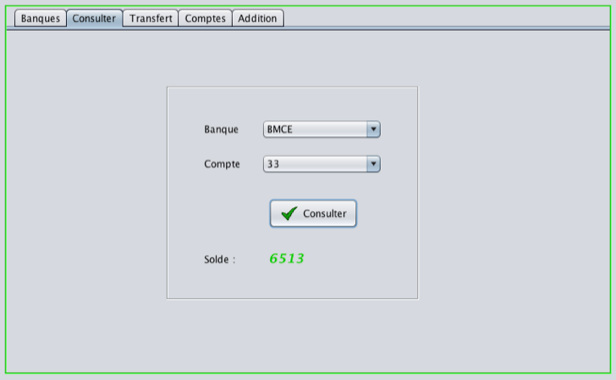 Banques Consulter Transfert Comptes Addition
Banque BMCE
Compte 33
Consulter
Solde : 6513